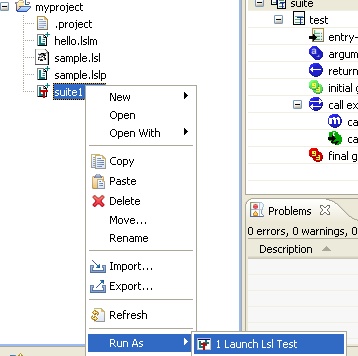 myproject
.project
hello.lslm
sample.lsl
sample.lslp
suite1
New
Open
Open With
Copy
Paste
Delete
Move...
Rename
Import...
Export...
Refresh
Run As
1 Launch Lsl Test
suite
test
entry-
argum
return
initial g
call ex
ca
ca
final g
Problems
0 errors, 0 warnings, 0
Description